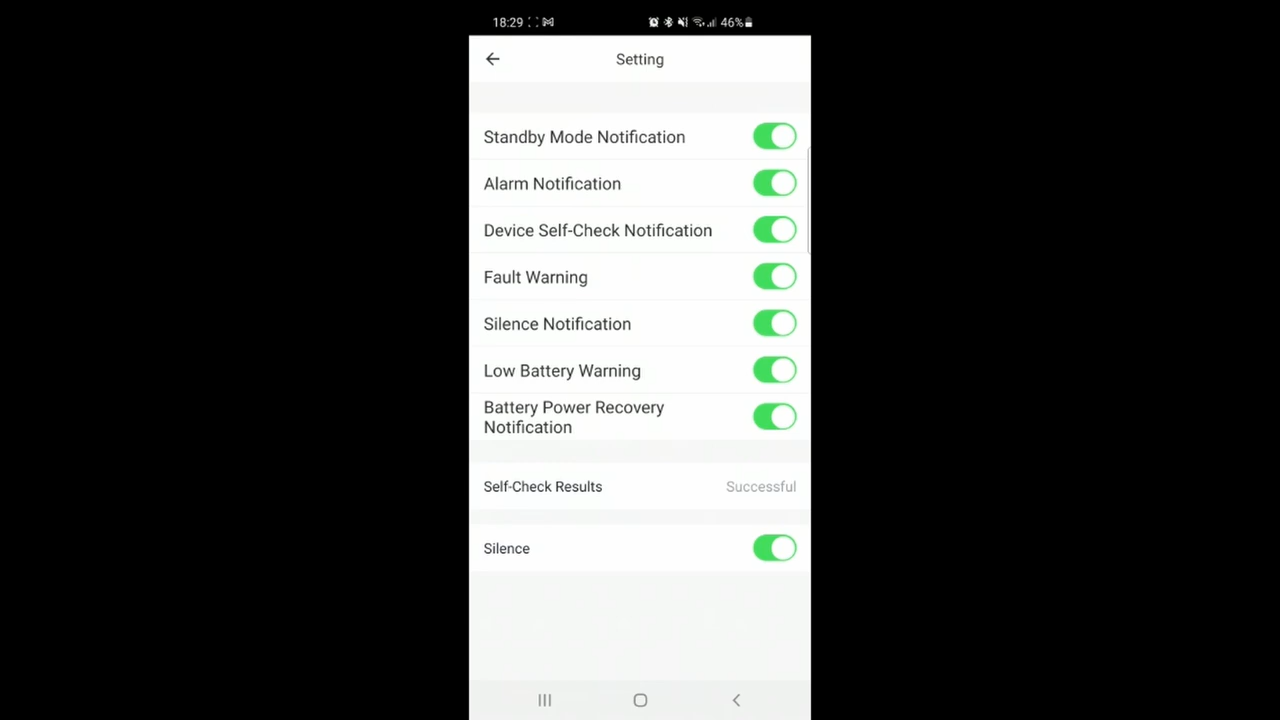 18:29 46%
Setting
Standby Mode Notification
Alarm Notification
Device Self-Check Notification
Fault Warning
Silence Notification
Low Battery Warning
Battery Power Recovery
Notification
Self-Check Results Successful
Silence